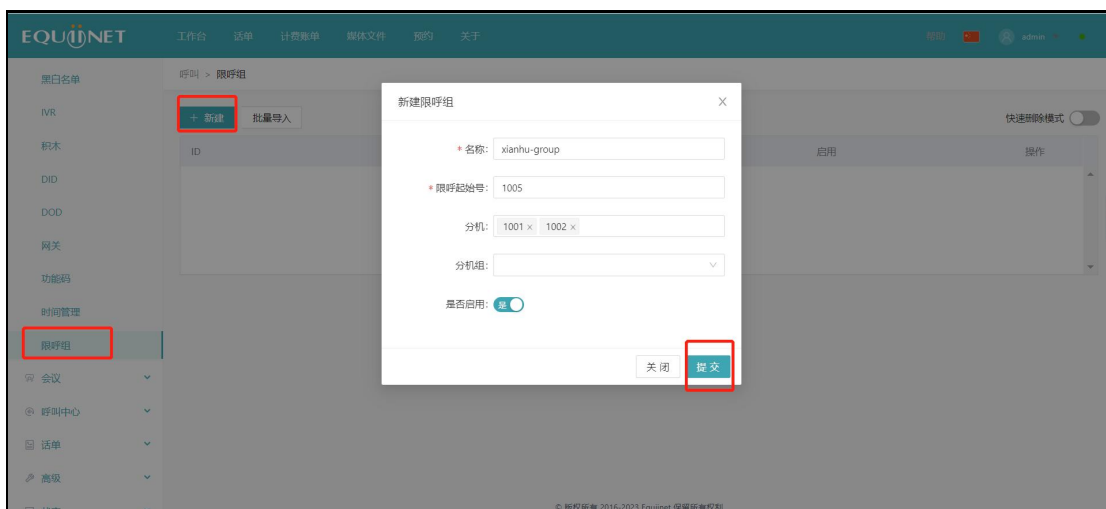 EQUIINET 工作台 话单 计费账单 媒体文件 预约 关于 帮助 admin
黑白名单
IVR
积木
DID
DOD
网关
功能码
时间管理
限呼组
会议
呼叫中心
话单
高级
呼叫 > 限呼组
+ 新建 批量导入 快速删除模式
ID 启用 操作
新建限呼组
* 名称: xianhu-group
* 限呼起始号: 1005
分机: 1001 × 1002 ×
分机组:
是否启用: 是
关闭 提交
© 版权所有 2016-2023 Equiinet 保留所有权利